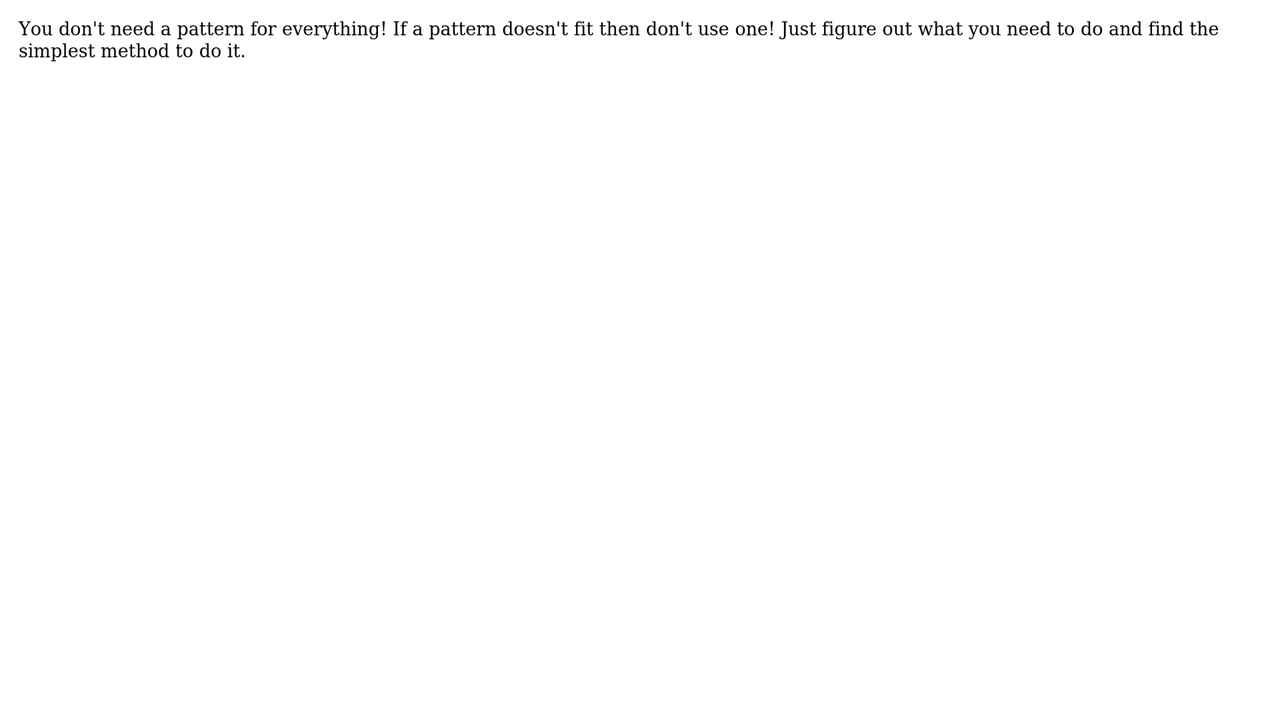 You don't need a pattern for everything! If a pattern doesn't fit then don't use one! Just figure out what you need to do and find the
simplest method to do it.